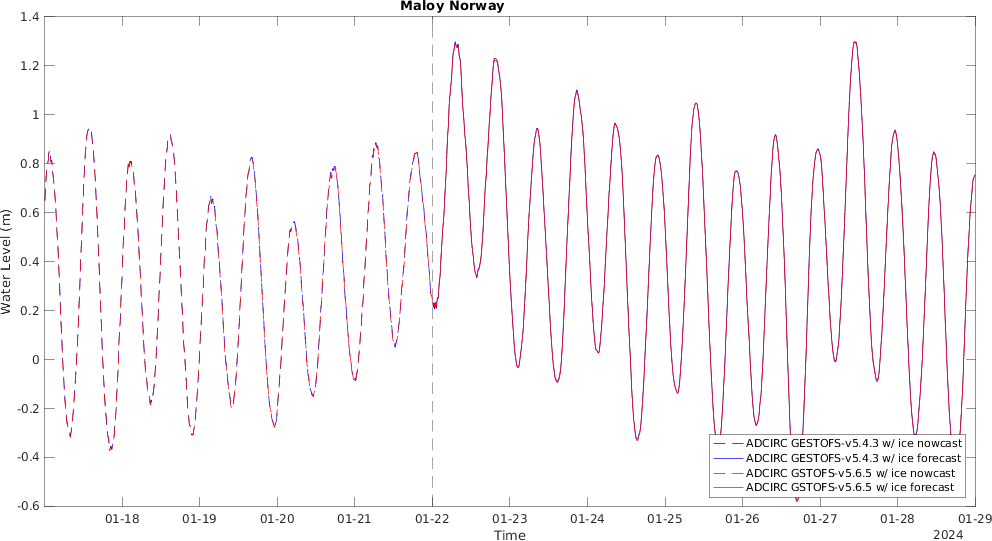 Maloy Norway
1.4
1.2
1
0.8
0.6
0.4
0.2
0
-0.2
-0.4
-0.6
Water Level (m)
ADCIRC GESTOFS-v5.4.3 w/ ice nowcast
ADCIRC GESTOFS-v5.4.3 w/ ice forecast
ADCIRC GSTOFS-v5.6.5 w/ ice nowcast
ADCIRC GSTOFS-v5.6.5 w/ ice forecast
01-18 01-19 01-20 01-21 01-22 01-23 01-24 01-25 01-26 01-27 01-28 01-29
Time
2024